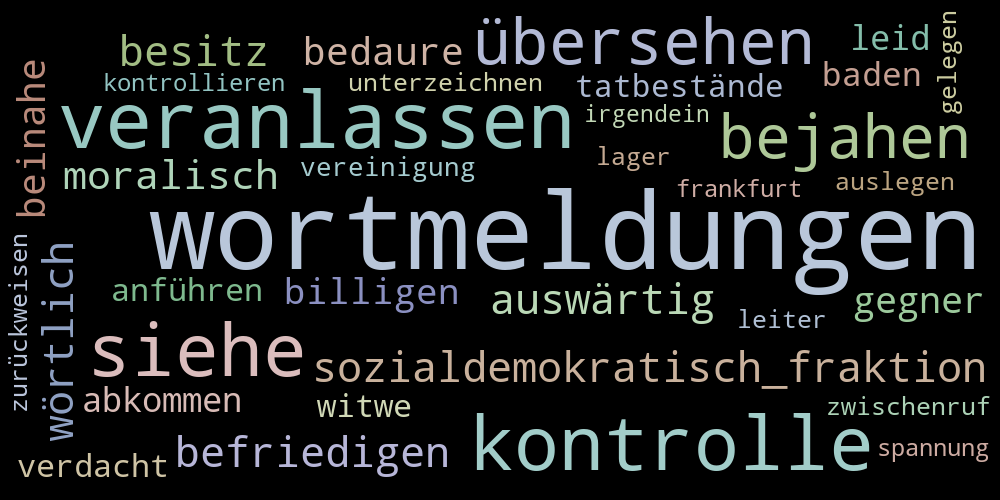 besitz
bedaure
übersehen
leid
gelegen
kontrollieren
unterzeichnen
tatbestände
baden
beinahe
veranlassen
irgendein
bejahen
moralisch
vereinigung
lager
frankfurt
auslegen
wortmeldungen
zurückweisen
wörtlich
anführen
billigen
auswärtig
gegner
leiter
siehe
sozialdemokratisch_fraktion
abkommen
witwe
zwischenruf
verdacht
befriedigen
kontrolle
spannung